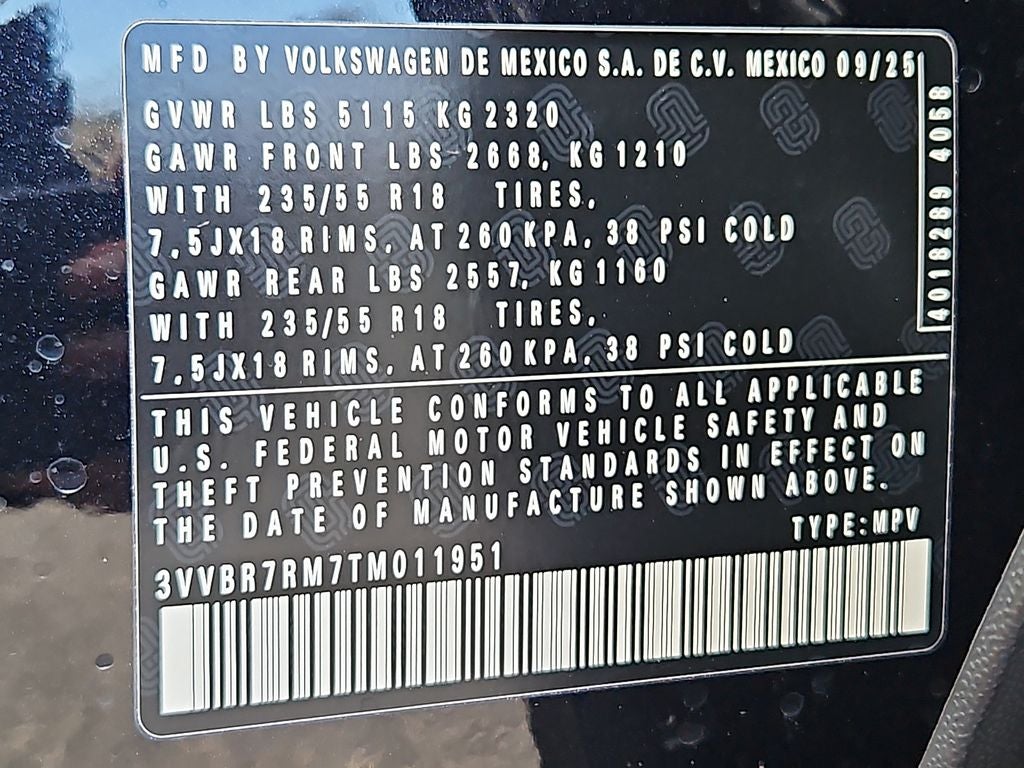 MFD BY VOLKSWAGEN DE MEXICO S.A. DE C.V. MEXICO 09/25
GVWR LBS 5115 KG 2320
GAWR FRONT LBS 2668, KG 1210
WITH 235/55 R18 TIRES,
7,5JX18 RIMS, AT 260 KPA, 38 PSI COLD
GAWR REAR LBS 2557, KG 1160
WITH 235/55 R18 TIRES,
7,5JX18 RIMS, AT 260 KPA, 38 PSI COLD
4018289 4058
THIS VEHICLE CONFORMS TO ALL APPLICABLE
U.S. FEDERAL MOTOR VEHICLE SAFETY AND
THEFT PREVENTION STANDARDS IN EFFECT ON
THE DATE OF MANUFACTURE SHOWN ABOVE.
TYPE: MPV
3VVBR7RM7TM011951